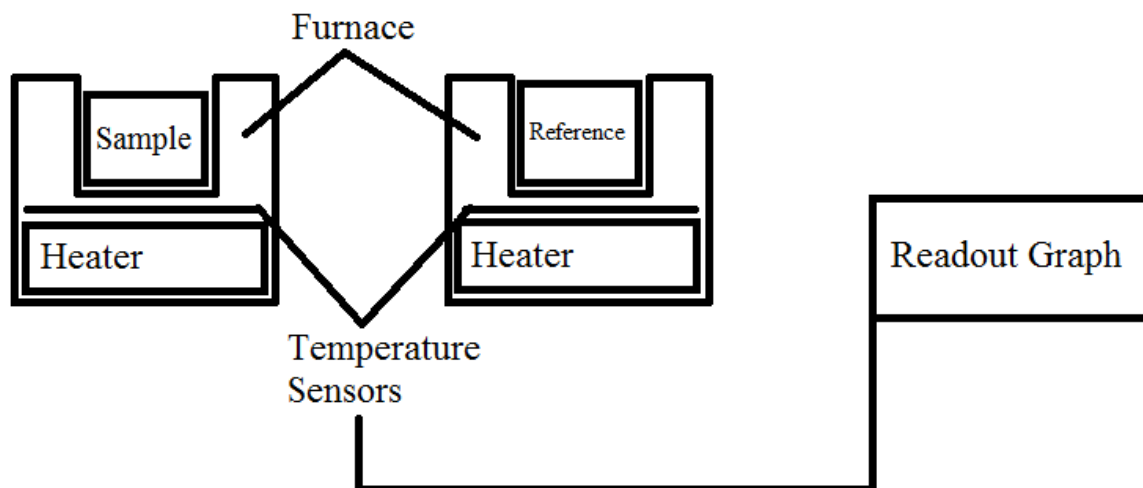 Furnace
Sample
Reference
Heater
Heater
Readout Graph
Temperature
Sensors